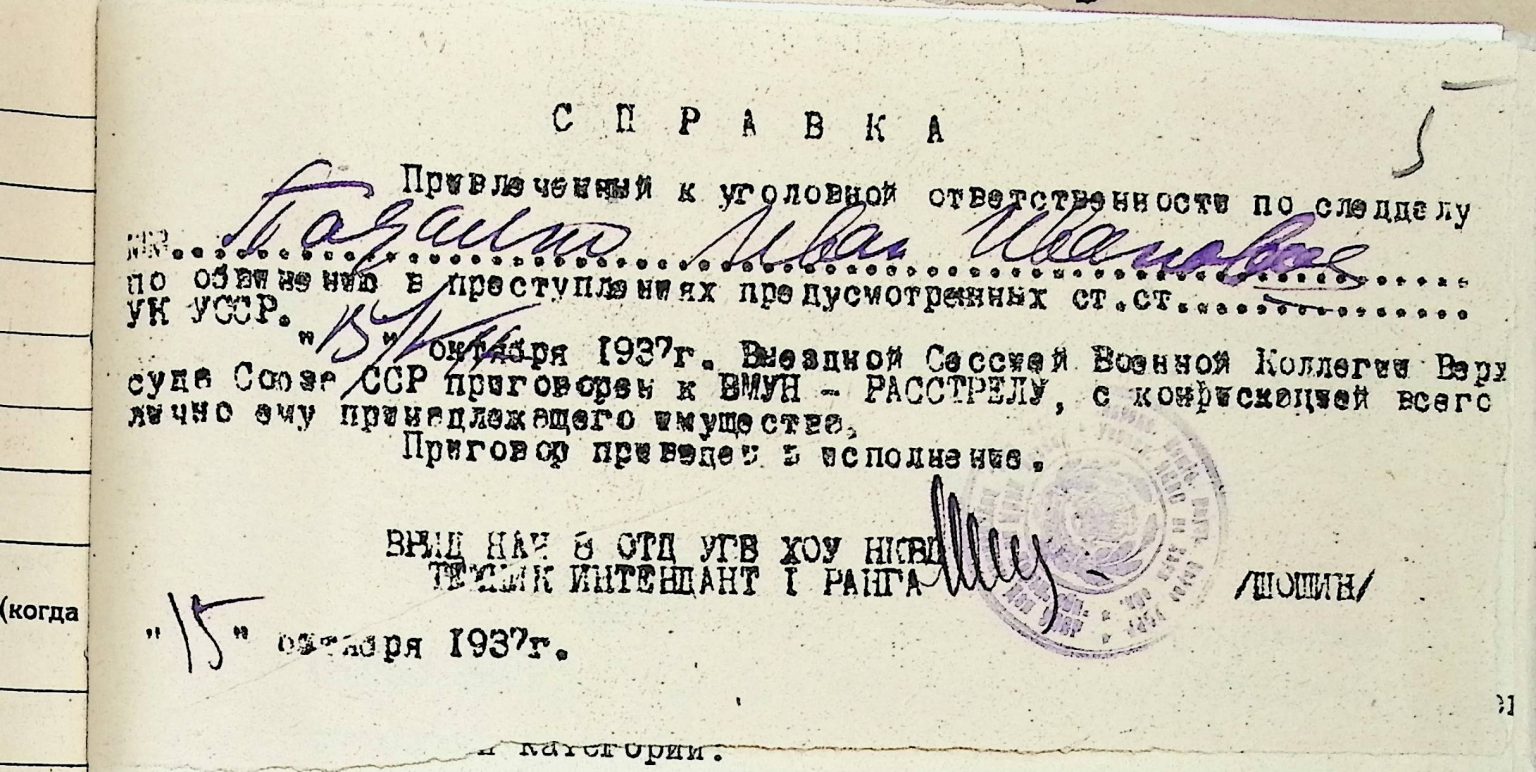 5
СПРАВКА
Привлеченный к уголовной ответственности по следделу
№№.......... Иван Иванович..........
по обвинению в преступлениях предусмотренных ст.ст...............
УК УССР.
"15" октября 1937г. Выездной Сессией Военной Коллегии Верх
суда Союза ССР приговорен к ВМУН - РАССТРЕЛУ, с конфискацией всего
лично ему принадлежащего имущества.
Приговор приведен в исполнение.
ВРИД НАЧ 8 ОТД УГБ ХОУ НКВД
ТЕХНИК ИНТЕНДАНТ I РАНГА /ШОШИН/
"15" октября 1937г.
(когда
категории.